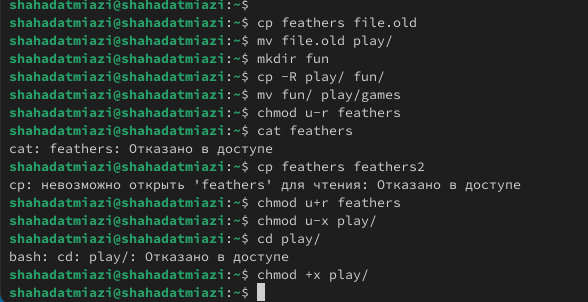 shahadatmiazi@shahadatmiazi:~$
shahadatmiazi@shahadatmiazi:~$ cp feathers file.old
shahadatmiazi@shahadatmiazi:~$ mv file.old play/
shahadatmiazi@shahadatmiazi:~$ mkdir fun
shahadatmiazi@shahadatmiazi:~$ cp -R play/ fun/
shahadatmiazi@shahadatmiazi:~$ mv fun/ play/games
shahadatmiazi@shahadatmiazi:~$ chmod u-r feathers
shahadatmiazi@shahadatmiazi:~$ cat feathers
cat: feathers: Отказано в доступе
shahadatmiazi@shahadatmiazi:~$ cp feathers feathers2
cp: невозможно открыть 'feathers' для чтения: Отказано в доступе
shahadatmiazi@shahadatmiazi:~$ chmod u+r feathers
shahadatmiazi@shahadatmiazi:~$ chmod u-x play/
shahadatmiazi@shahadatmiazi:~$ cd play/
bash: cd: play/: Отказано в доступе
shahadatmiazi@shahadatmiazi:~$ chmod +x play/
shahadatmiazi@shahadatmiazi:~$